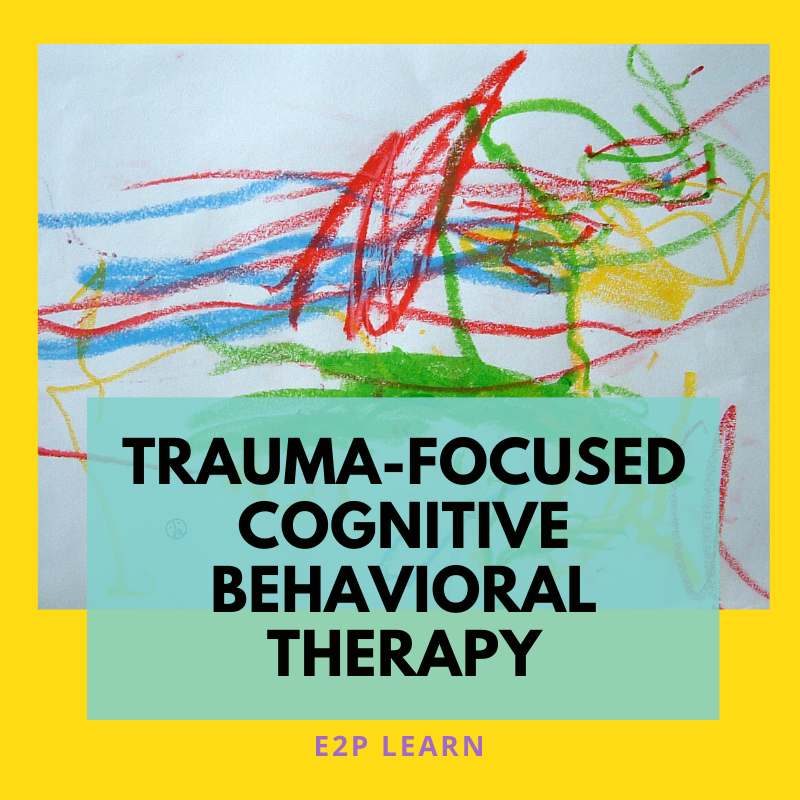 TRAUMA-FOCUSED
COGNITIVE
BEHAVIORAL
THERAPY
E2P LEARN